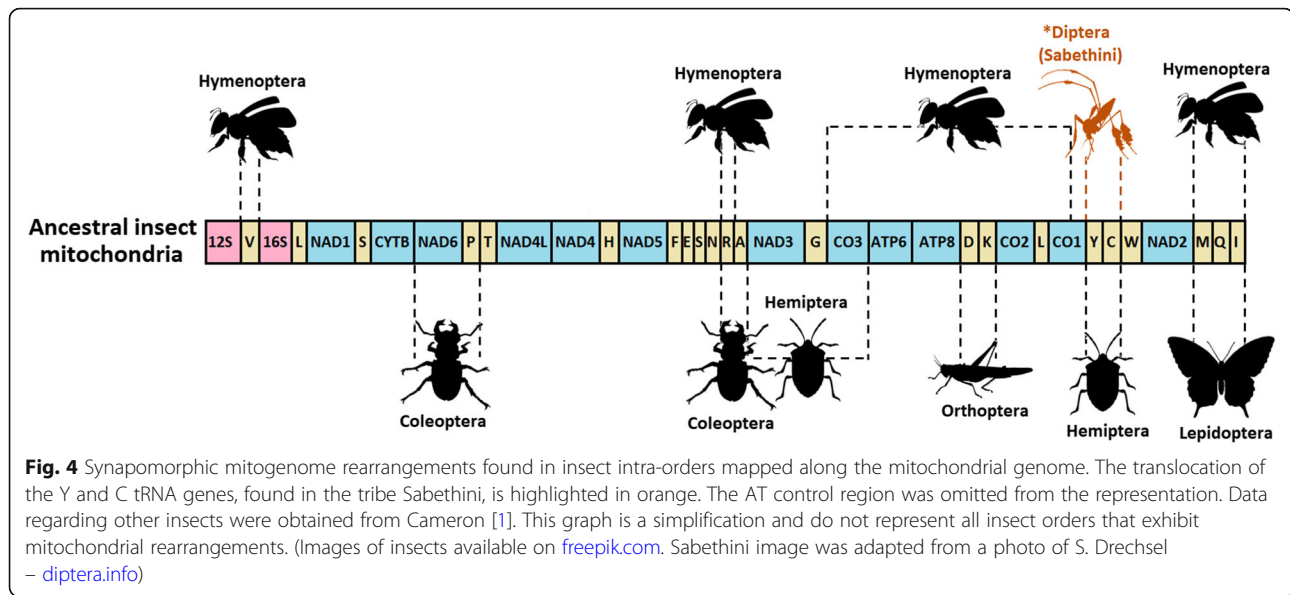 *Diptera
(Sabethini)
Hymenoptera
Hymenoptera
Hymenoptera
Hymenoptera
Ancestral insect
mitochondria
12S V 16S L NAD1 S CYTB NAD6 P T NAD4L NAD4 H NAD5 F E S N R A NAD3 G CO3 ATP6 ATP8 D K CO2 L CO1 Y C W NAD2 M Q I
Hemiptera
Coleoptera
Coleoptera
Orthoptera
Hemiptera
Lepidoptera
Fig. 4 Synapomorphic mitogenome rearrangements found in insect intra-orders mapped along the mitochondrial genome. The translocation of
the Y and C tRNA genes, found in the tribe Sabethini, is highlighted in orange. The AT control region was omitted from the representation. Data
regarding other insects were obtained from Cameron [1]. This graph is a simplification and do not represent all insect orders that exhibit
mitochondrial rearrangements. (Images of insects available on freepik.com. Sabethini image was adapted from a photo of S. Drechsel
– diptera.info)